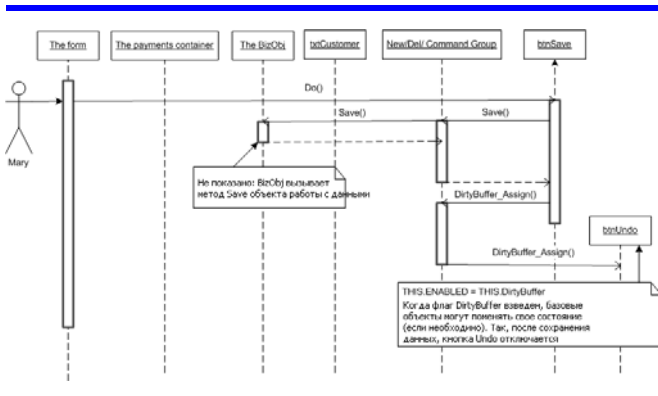 The form
The payments container
The BizObj
txtCustomer
New/Del/ Command Group
btnSave
Do()
Save()
Save()
Mary
Не показано: BizObj вызывает
метод Save объекта работы с данными
DirtyBuffer_Assign()
btnUndo
DirtyBuffer_Assign()
THIS.ENABLED = THIS.DirtyBuffer
Когда флаг DirtyBuffer взведен, базовые
объекты могут поменять свое состояние
(если необходино). Так, после сохранения
данных, кнопка Undo отключается